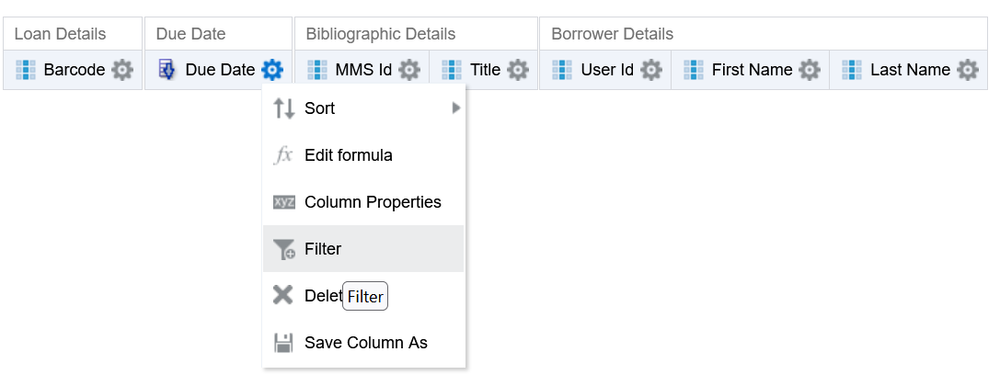 Loan Details Due Date Bibliographic Details Borrower Details
Barcode Due Date MMS Id Title User Id First Name Last Name
Sort
fx Edit formula
xyz Column Properties
Filter
Delet Filter
Save Column As